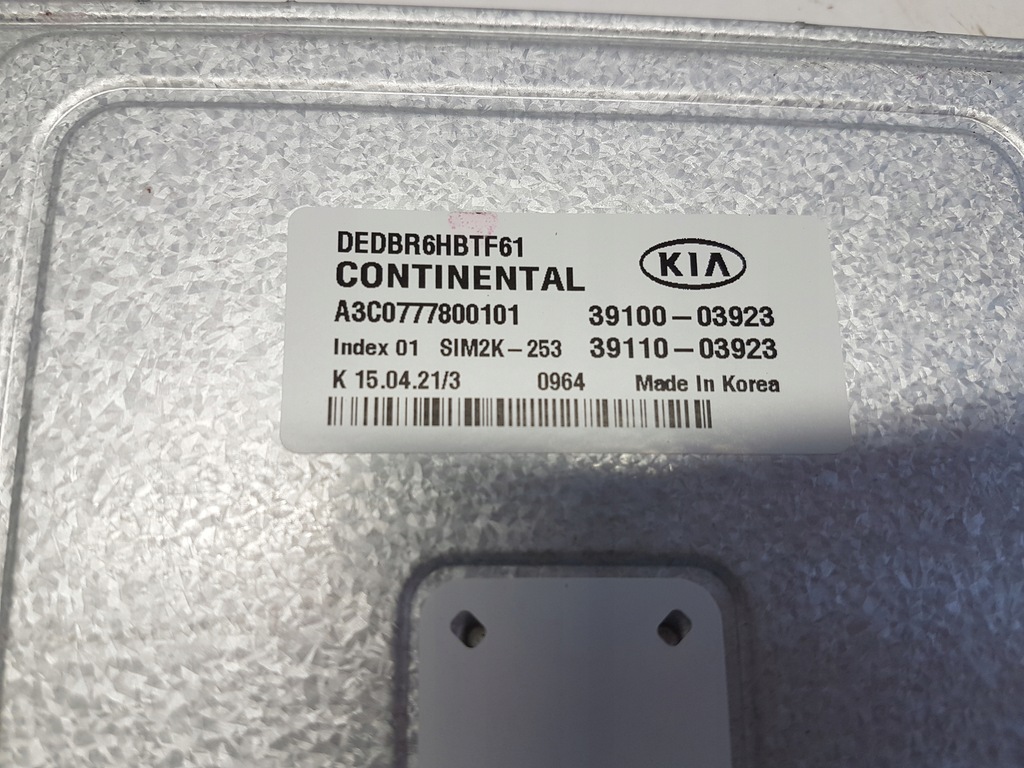 DEDBR6HBTF61
CONTINENTAL KIA
A3C0777800101 39100-03923
Index 01 SIM2K-253 39110-03923
K 15.04.21/3 0964 Made In Korea